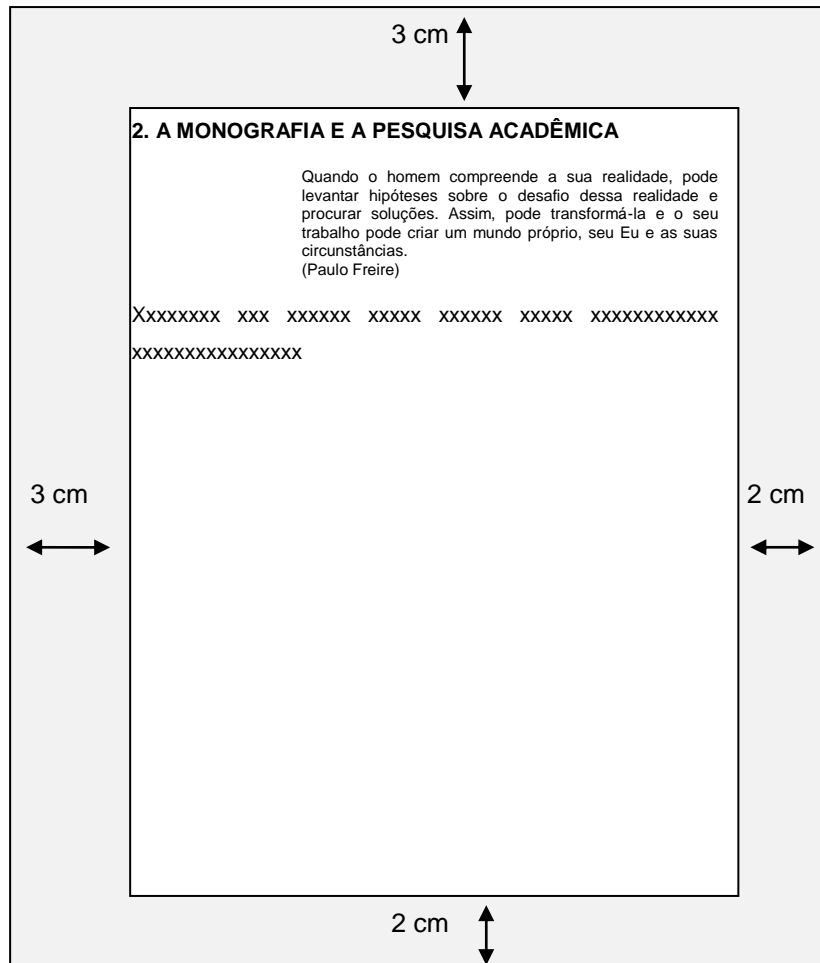 3 cm
2. A MONOGRAFIA E A PESQUISA ACADÊMICA
Quando o homem compreende a sua realidade, pode
levantar hipóteses sobre o desafio dessa realidade e
procurar soluções. Assim, pode transformá-la e o seu
trabalho pode criar um mundo próprio, seu Eu e as suas
circunstâncias.
(Paulo Freire)
Xxxxxxxx xxx xxxxxx xxxxx xxxxxx xxxxx xxxxxxxxxxxx
xxxxxxxxxxxxxxxx
3 cm
2 cm
2 cm